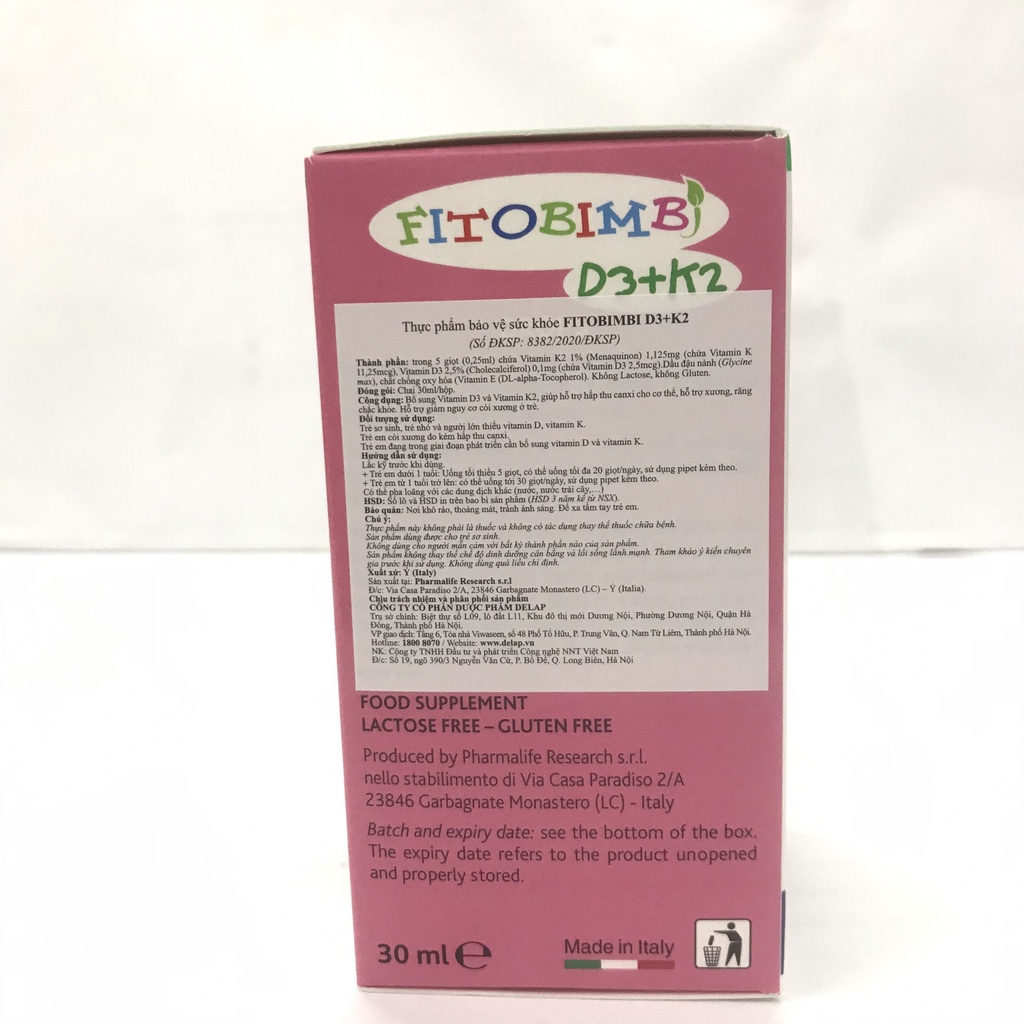 FITOBIMBi
D3+K2
Thực phẩm bảo vệ sức khỏe FITOBIMBI D3+K2
(Số ĐKSP: 8382/2020/ĐKSP)
Thành phần: trong 5 giọt (0,25ml) chứa Vitamin K2 1% (Menaquinon) 1,125mg (chứa Vitamin K
11,25mcg), Vitamin D3 2,5% (Cholecalciferol) 0,1mg (chứa Vitamin D3 2,5mcg).Dầu đậu nành (Glycine
max), chất chống oxy hóa (Vitamin E (DL-alpha-Tocopherol). Không Lactose, không Gluten.
Đóng gói: Chai 30ml/hộp.
Công dụng: Bổ sung Vitamin D3 và Vitamin K2, giúp hỗ trợ hấp thu canxi cho cơ thể, hỗ trợ xương, răng
chắc khỏe. Hỗ trợ giảm nguy cơ còi xương ở trẻ.
Đối tượng sử dụng:
Trẻ sơ sinh, trẻ nhỏ và người lớn thiếu vitamin D, vitamin K.
Trẻ em còi xương do kém hấp thu canxi.
Trẻ em đang trong giai đoạn phát triển cần bổ sung vitamin D và vitamin K.
Hướng dẫn sử dụng:
Lắc kỹ trước khi dùng.
+ Trẻ em dưới 1 tuổi: Uống tối thiểu 5 giọt, có thể uống tối đa 20 giọt/ngày, sử dụng pipet kèm theo.
+ Trẻ em từ 1 tuổi trở lên: có thể uống tới 30 giọt/ngày, sử dụng pipet kèm theo.
Có thể pha loãng với các dung dịch khác (nước, nước trái cây,...)
HSD: Số lô và HSD in trên bao bì sản phẩm (HSD 3 năm kể từ NSX).
Bảo quản: Nơi khô ráo, thoáng mát, tránh ánh sáng. Để xa tầm tay trẻ em.
Chú ý:
Thực phẩm này không phải là thuốc và không có tác dụng thay thế thuốc chữa bệnh.
Sản phẩm dùng được cho trẻ sơ sinh.
Không dùng cho người mẫn cảm với bất kỳ thành phần nào của sản phẩm.
Sản phẩm không thay thế chế độ dinh dưỡng cân bằng và lối sống lành mạnh. Tham khảo ý kiến chuyên
gia trước khi sử dụng. Không dùng quá liều chỉ định.
Xuất xứ: Ý (Italy)
Sản xuất tại: Pharmalife Research s.r.l
Đ/c: Via Casa Paradiso 2/A, 23846 Garbagnate Monastero (LC) – Ý (Italia).
Chịu trách nhiệm và phân phối sản phẩm
CÔNG TY CỔ PHẦN DƯỢC PHẨM DELAP
Trụ sở chính: Biệt thự số L09, lô đất L11, Khu đô thị mới Dương Nội, Phường Dương Nội, Quận Hà
Đông, Thành phố Hà Nội.
VP giao dịch: Tầng 6, Tòa nhà Viwaseen, số 48 Phố Tố Hữu, P. Trung Văn, Q. Nam Từ Liêm, Thành phố Hà Nội.
Hotline: 1800 8070 / Website: www.delap.vn
NK: Công ty TNHH Đầu tư và phát triển Công nghệ NNT Việt Nam
Đ/c: Số 19, ngõ 390/3 Nguyễn Văn Cừ, P. Bồ Đề, Q. Long Biên, Hà Nội
FOOD SUPPLEMENT
LACTOSE FREE – GLUTEN FREE
Produced by Pharmalife Research s.r.l.
nello stabilimento di Via Casa Paradiso 2/A
23846 Garbagnate Monastero (LC) - Italy
Batch and expiry date: see the bottom of the box.
The expiry date refers to the product unopened
and properly stored.
30 ml ℮
Made in Italy